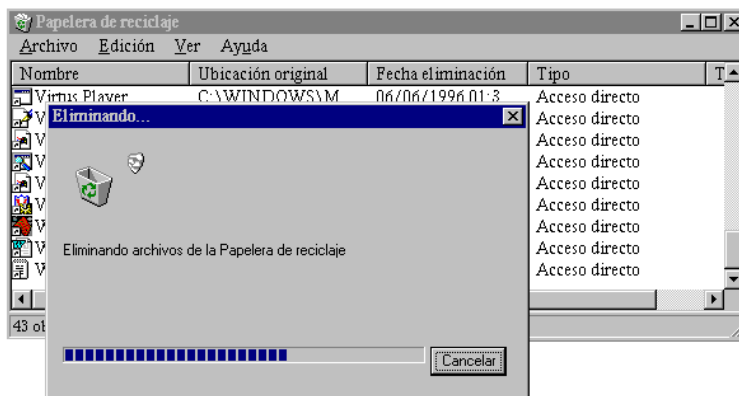 Papelera de reciclaje
Archivo Edición Ver Ayuda
Nombre Ubicación original Fecha eliminación Tipo T
Virtus Player C:\WINDOWS\M 06/06/1996 01:3 Acceso directo
V Acceso directo
V Acceso directo
V Acceso directo
V Acceso directo
V Acceso directo
V Acceso directo
V Acceso directo
V Acceso directo
Eliminando...
Eliminando archivos de la Papelera de reciclaje
Cancelar
43 ob